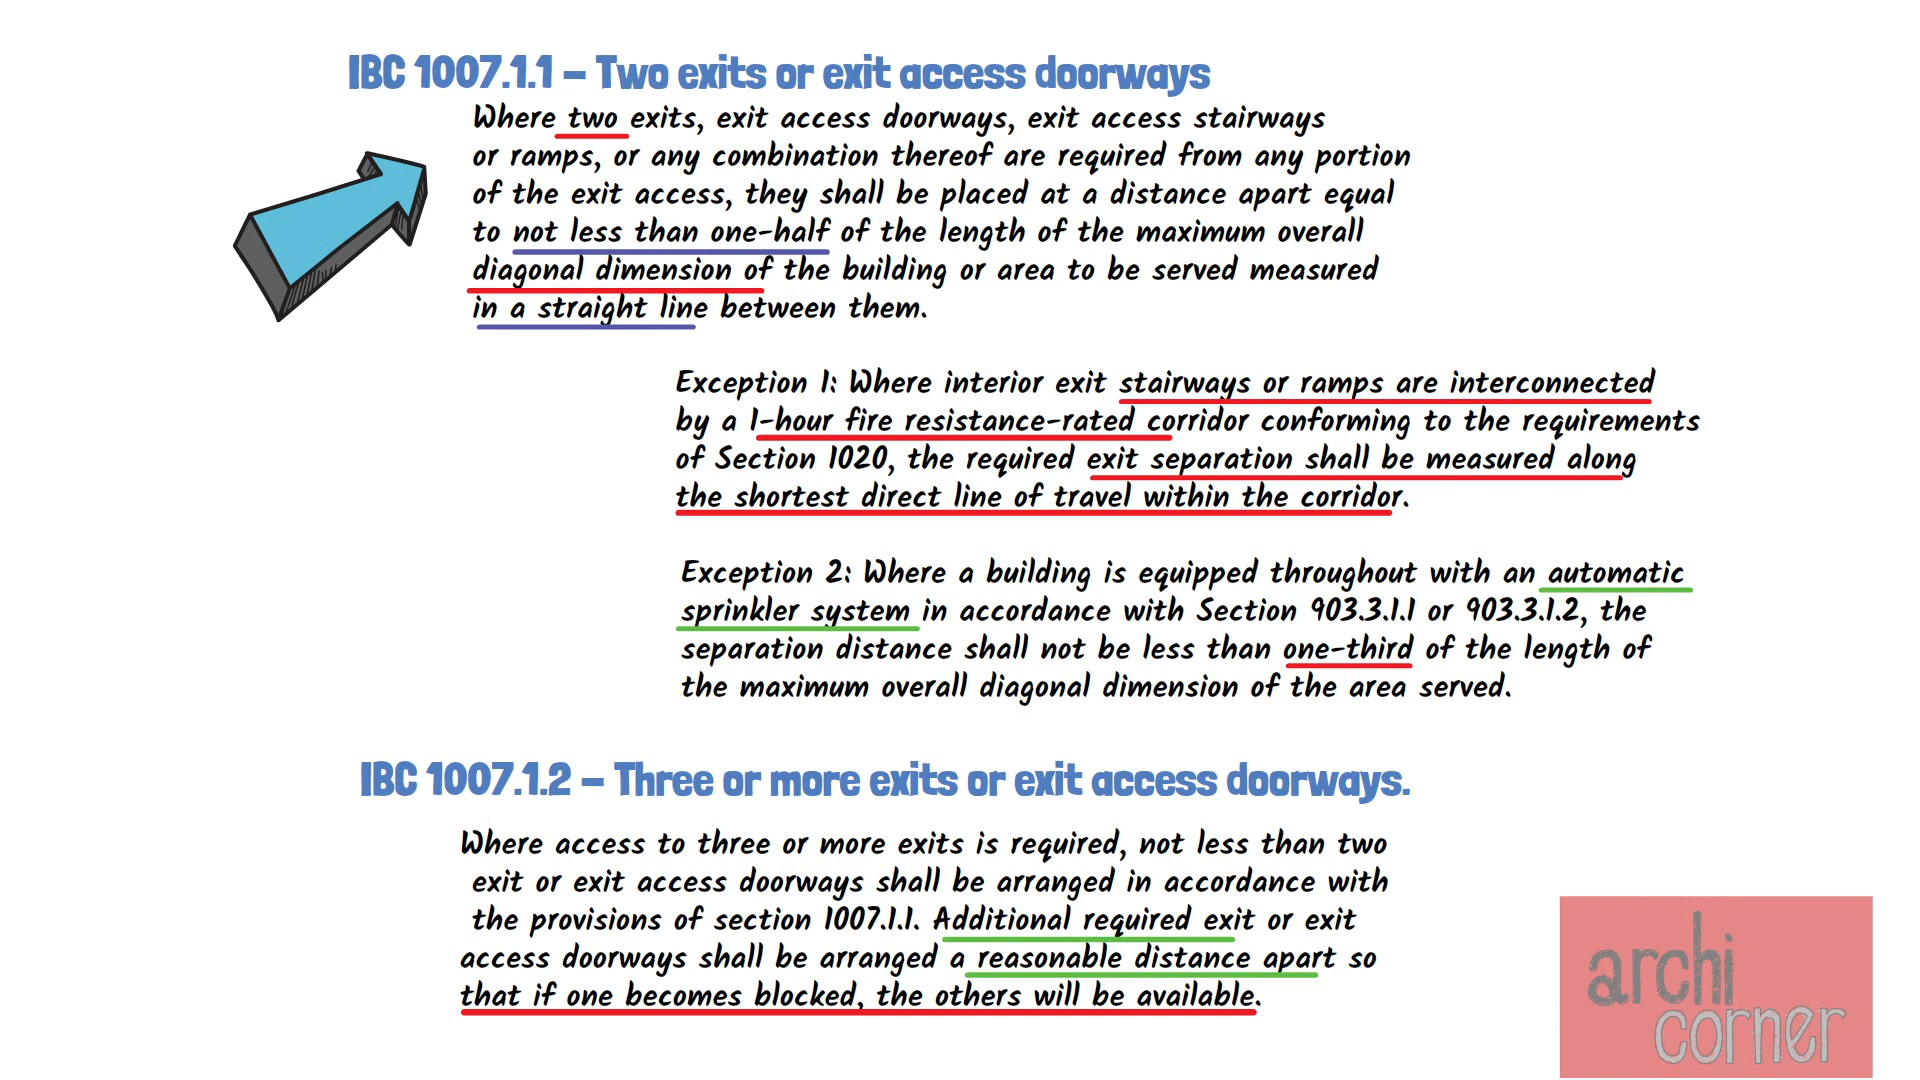 IBC 1007.1.1 – Two exits or exit access doorways
Where two exits, exit access doorways, exit access stairways
or ramps, or any combination thereof are required from any portion
of the exit access, they shall be placed at a distance apart equal
to not less than one-half of the length of the maximum overall
diagonal dimension of the building or area to be served measured
in a straight line between them.
Exception 1: Where interior exit stairways or ramps are interconnected
by a 1-hour fire resistance-rated corridor conforming to the requirements
of Section 1020, the required exit separation shall be measured along
the shortest direct line of travel within the corridor.
Exception 2: Where a building is equipped throughout with an automatic
sprinkler system in accordance with Section 903.3.1.1 or 903.3.1.2, the
separation distance shall not be less than one-third of the length of
the maximum overall diagonal dimension of the area served.
IBC 1007.1.2 – Three or more exits or exit access doorways.
Where access to three or more exits is required, not less than two
exit or exit access doorways shall be arranged in accordance with
the provisions of section 1007.1.1. Additional required exit or exit
access doorways shall be arranged a reasonable distance apart so
that if one becomes blocked, the others will be available.
archi
corner